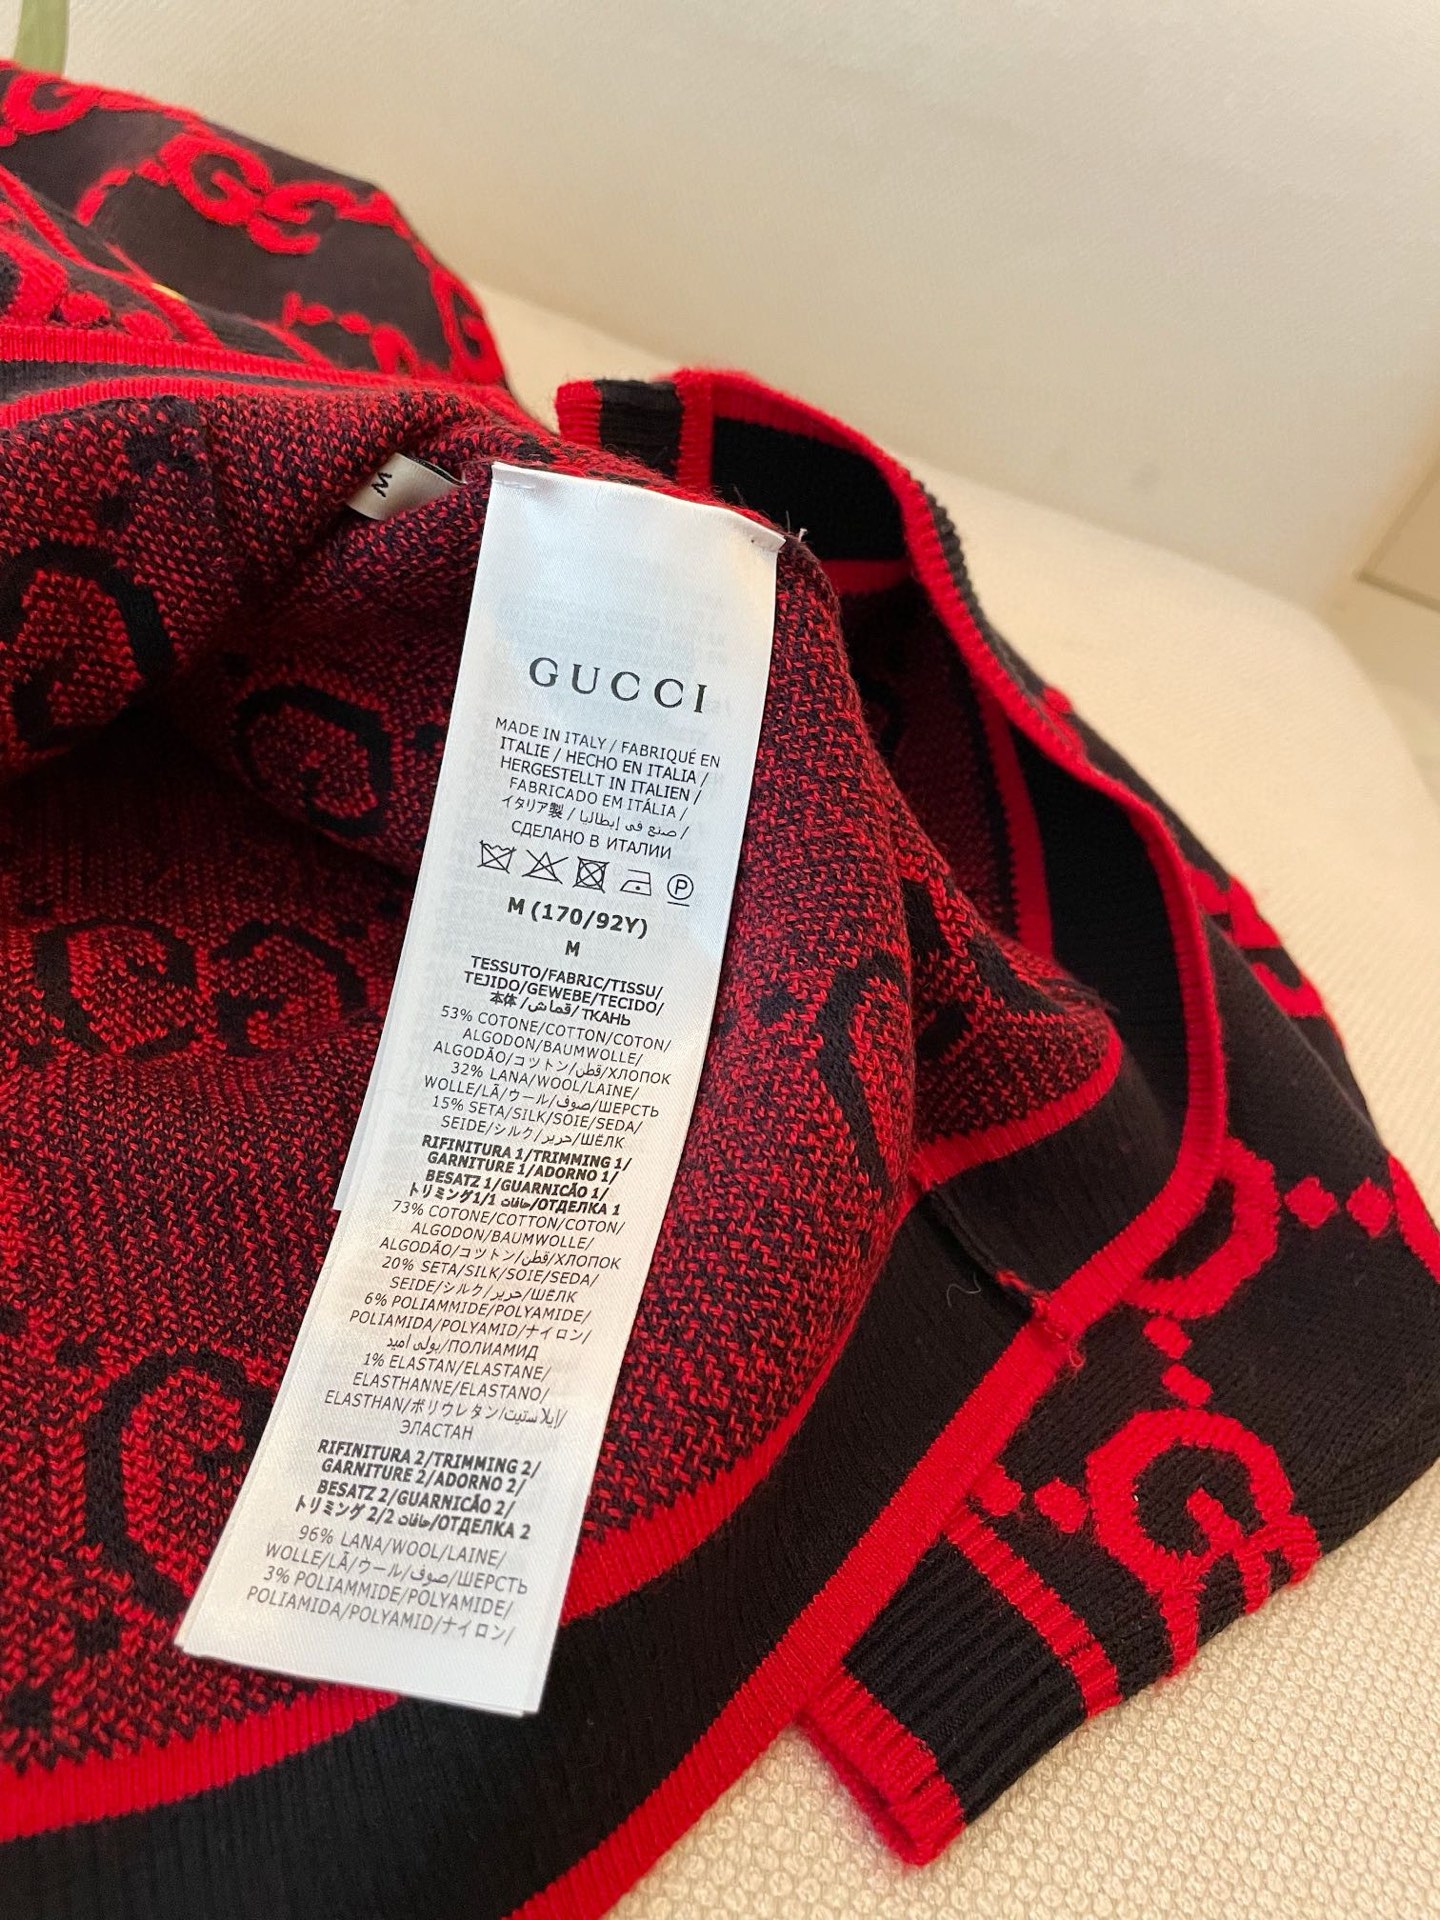 M
GUCCI
MADE IN ITALY / FABRIQUÉ EN
ITALIE / HECHO EN ITALIA /
HERGESTELLT IN ITALIEN /
FABRICADO EM ITÁLIA /
イタリア製 / صنع في إيطاليا /
СДЕЛАНО В ИТАЛИИ
P
M (170/92Y)
M
TESSUTO/FABRIC/TISSU/
TEJIDO/GEWEBE/TECIDO/
本体 /قماش/ ТКАНЬ
53% COTONE/COTTON/COTON/
ALGODON/BAUMWOLLE/
ALGODÃO/コットン/قطن/ХЛОПОК
32% LANA/WOOL/LAINE/
WOLLE/LÃ/ウール/صوف/ШЕРСТЬ
15% SETA/SILK/SOIE/SEDA/
SEIDE/シルク/حرير/ШЕЛК
RIFINITURA 1/TRIMMING 1/
GARNITURE 1/ADORNO 1/
BESATZ 1/GUARNICÃO 1/
トリミング1/1 حافات/ОТДЕЛКА 1
73% COTONE/COTTON/COTON/
ALGODON/BAUMWOLLE/
ALGODÃO/コットン/قطن/ХЛОПОК
20% SETA/SILK/SOIE/SEDA/
SEIDE/シルク/حرير/ШЕЛК
6% POLIAMMIDE/POLYAMIDE/
POLIAMIDA/POLYAMID/ナイロン/
بولى اميد/ПОЛИАМИД
1% ELASTAN/ELASTANE/
ELASTHANNE/ELASTANO/
ELASTHAN/ポリウレタン/إيلاستيت/
ЭЛАСТАН
RIFINITURA 2/TRIMMING 2/
GARNITURE 2/ADORNO 2/
BESATZ 2/GUARNICÃO 2/
トリミング 2/2 حافات/ОТДЕЛКА 2
96% LANA/WOOL/LAINE/
WOLLE/LÃ/ウール/صوف/ШЕРСТЬ
3% POLIAMMIDE/POLYAMIDE/
POLIAMIDA/POLYAMID/ナイロン/